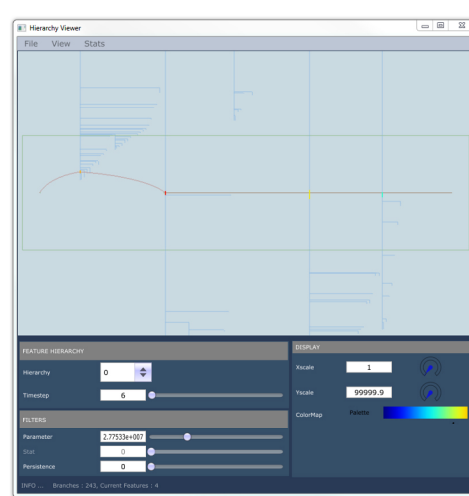 Hierarchy Viewer
File View Stats
FEATURE HIERARCHY
Hierarchy 0
Timestep 6
FILTERS
Parameter 2.77533e+007
Stat 0
Persistence 0
DISPLAY
Xscale 1
Yscale 99999.9
ColorMap Palette
INFO ... Branches : 243, Current Features : 4